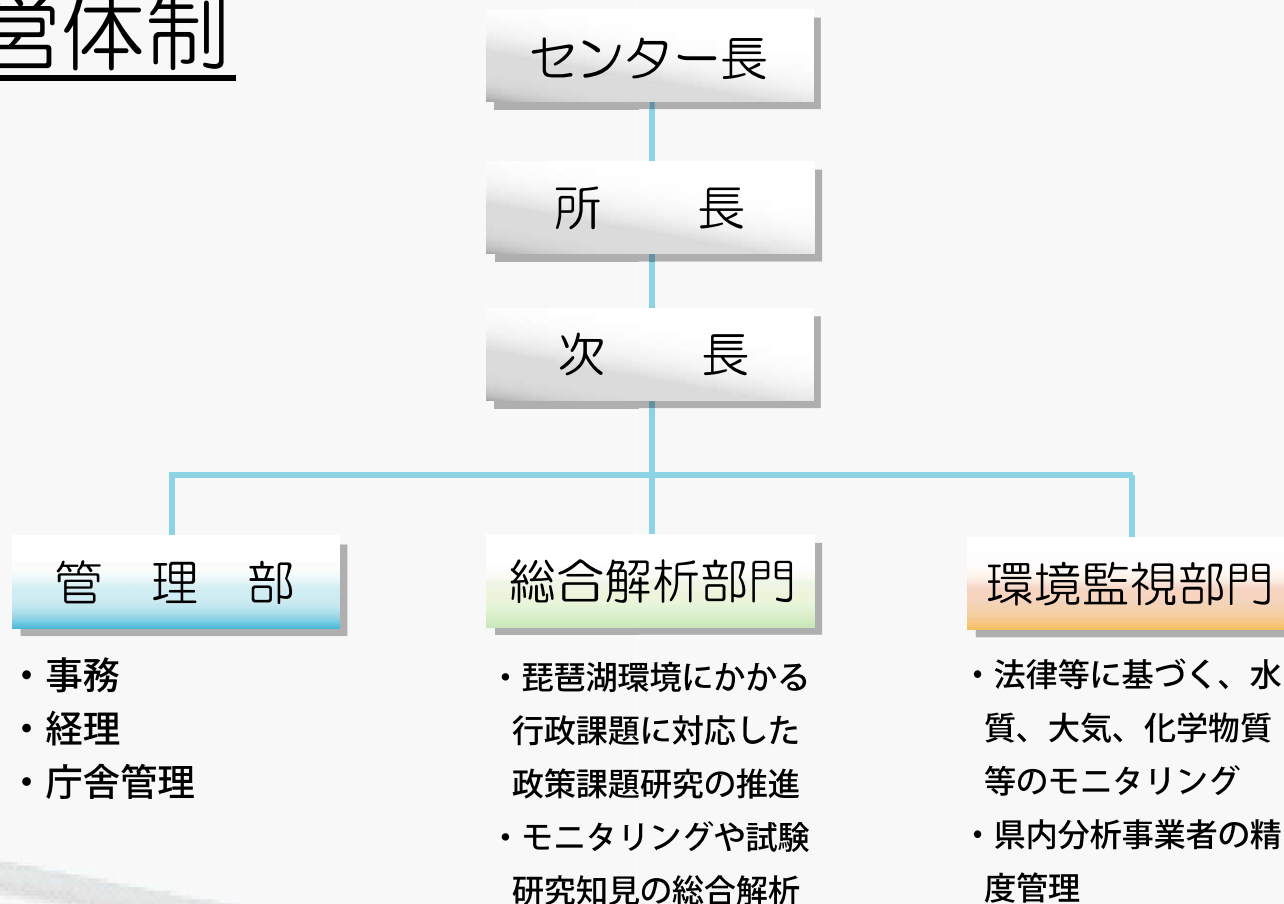 営体制
センター長
所　　長
次　　長
管　理　部
・事務
・経理
・庁舎管理
総合解析部門
・琵琶湖環境にかかる
行政課題に対応した
政策課題研究の推進
・モニタリングや試験
研究知見の総合解析
環境監視部門
・法律等に基づく、水
質、大気、化学物質
等のモニタリング
・県内分析事業者の精
度管理